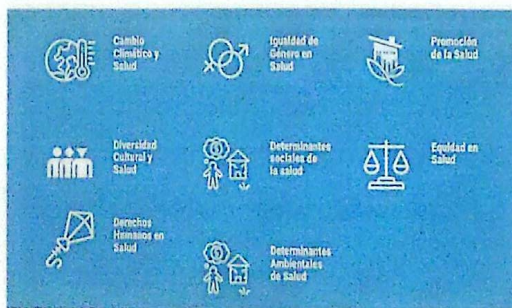 Cambio
Climático y
Salud
Igualdad de
Género en
Salud
Promoción
de la Salud
Diversidad
Cultural y
Salud
Determinantes
sociales de
la salud
Equidad en
Salud
Derechos
Humanos en
Salud
Determinantes
Ambientales
de Salud